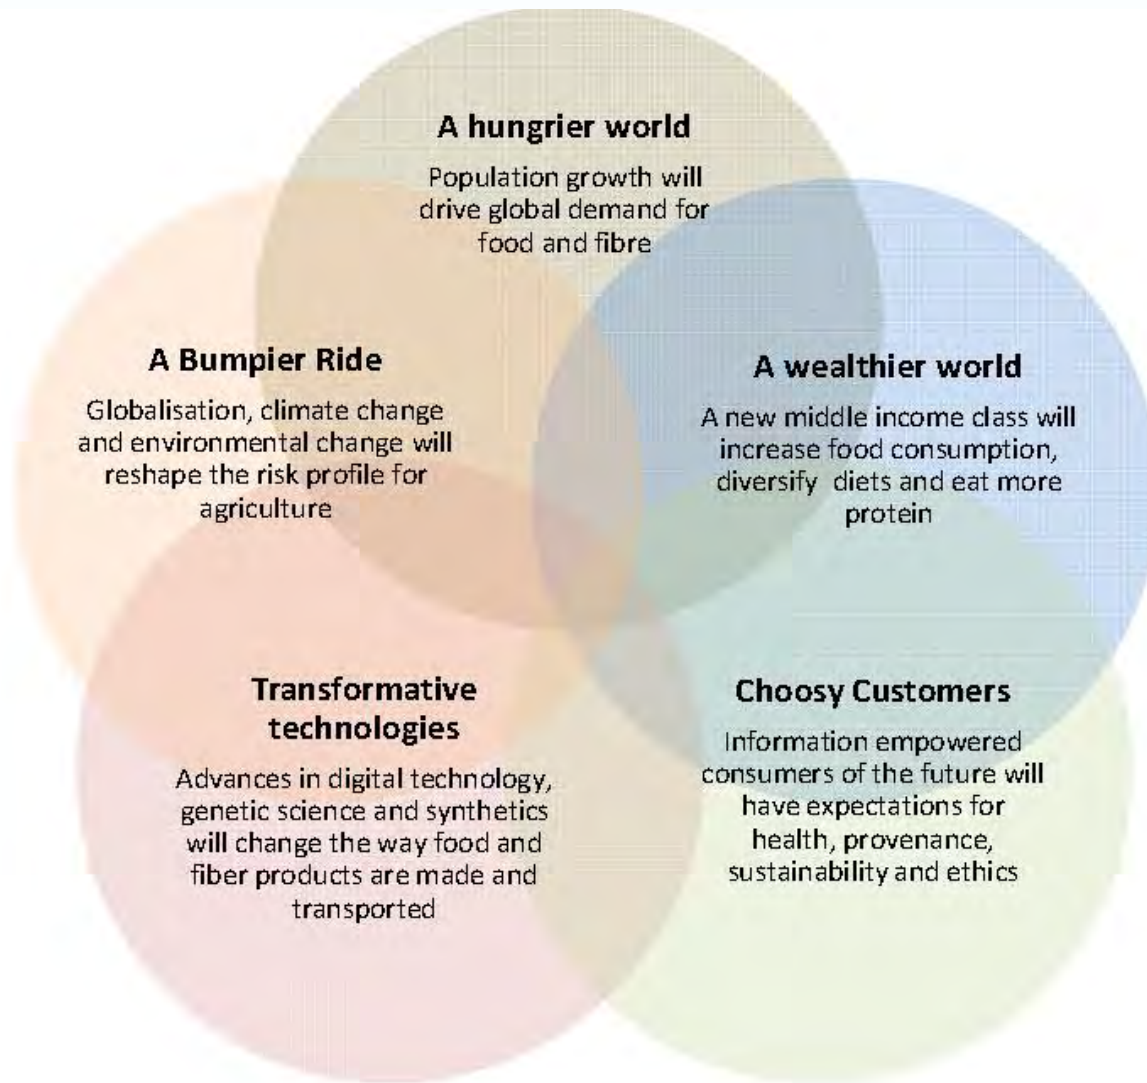 A hungrier world
Population growth will
drive global demand for
food and fibre
A Bumpier Ride
Globalisation, climate change
and environmental change will
reshape the risk profile for
agriculture
A wealthier world
A new middle income class will
increase food consumption,
diversify diets and eat more
protein
Transformative
technologies
Advances in digital technology,
genetic science and synthetics
will change the way food and
fiber products are made and
transported
Choosy Customers
Information empowered
consumers of the future will
have expectations for
health, provenance,
sustainability and ethics